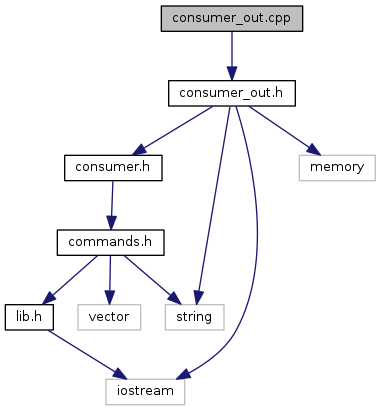 consumer_out.cpp
consumer_out.h
consumer.h
memory
commands.h
lib.h
vector
string
iostream